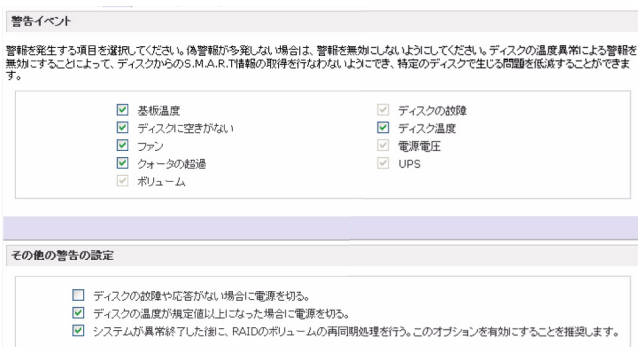 警告イベント
警報を発生する項目を選択してください。偽警報が多発しない場合は、警報を無効にしないようにしてください。ディスクの温度異常による警報を
無効にすることによって、ディスクからのS.M.A.R.T情報の取得を行なわないようにでき、特定のディスクで生じる問題を低減することができま
す。
基板温度
ディスクの故障
ディスクに空きがない
ディスク温度
ファン
電源電圧
クォータの超過
UPS
ボリューム
その他の警告の設定
ディスクの故障や応答がない場合に電源を切る。
ディスクの温度が規定値以上になった場合に電源を切る。
システムが異常終了した後に、RAIDのボリュームの再同期処理を行う。このオプションを有効にすることを推奨します。